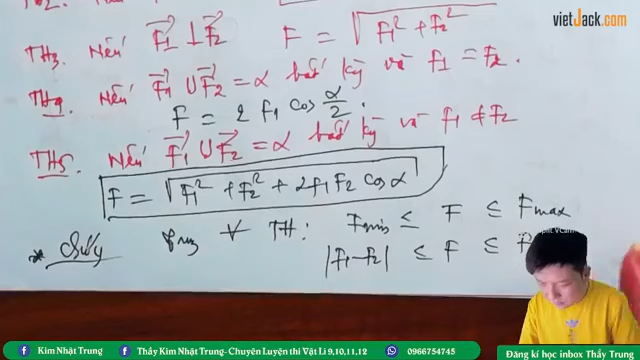 vietJack.com
TH3. Nếu F₁ ⊥ F₂ F = √F₁² + F₂²
TH4. Nếu F₁ ∪ F₂ = α bất kỳ và F₁ = F₂.
F = 2 F₁ cos α/2.
TH5. Nếu F₁ ∪ F₂ = α bất kỳ và F₁ ≠ F₂
F = √F₁² + F₂² + 2F₁F₂ cos α
* Chú ý ∀ TH: Fmin ≤ F ≤ Fmax
|F₁-F₂| ≤ F ≤
Kim Nhật Trung
Thầy Kim Nhật Trung- Chuyên Luyện thi Vật Lí 9,10,11,12
0966754745
Đăng kí học inbox Thầy Trung